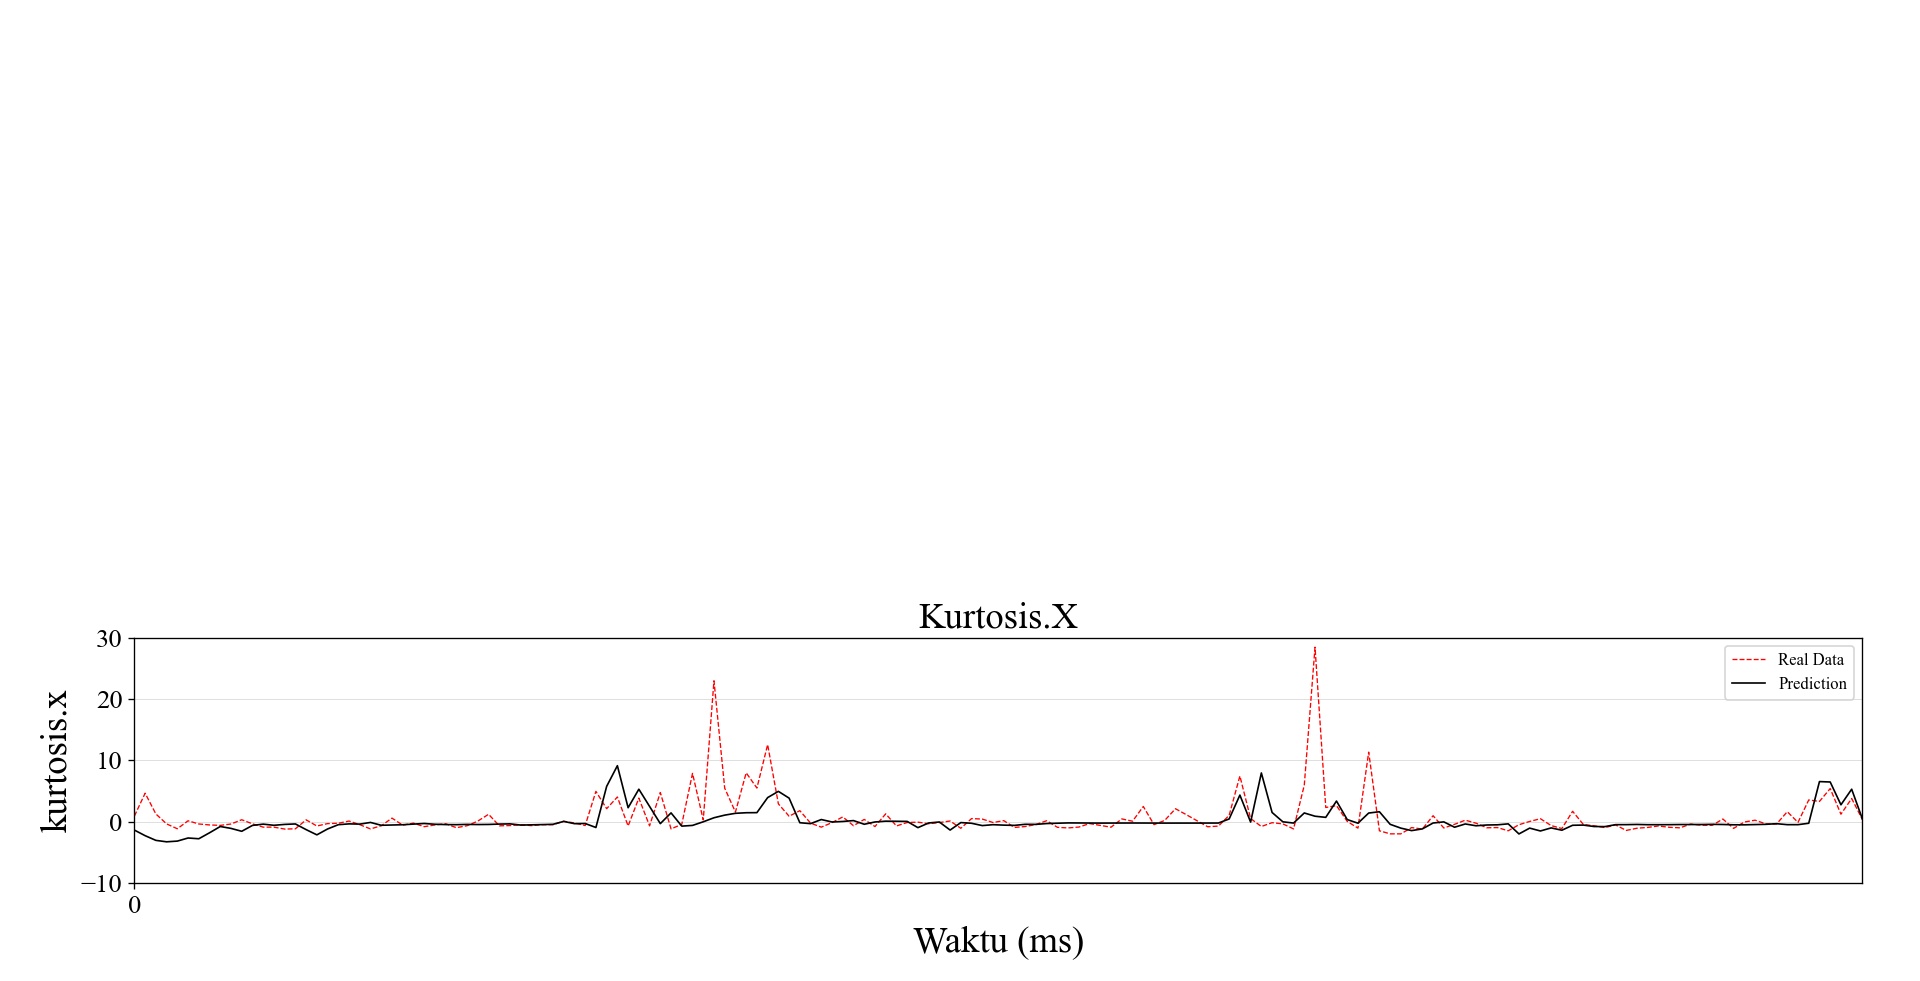 Kurtosis.X
30
20
10
0
−10
kurtosis.x
Real Data
Prediction
0
Waktu (ms)